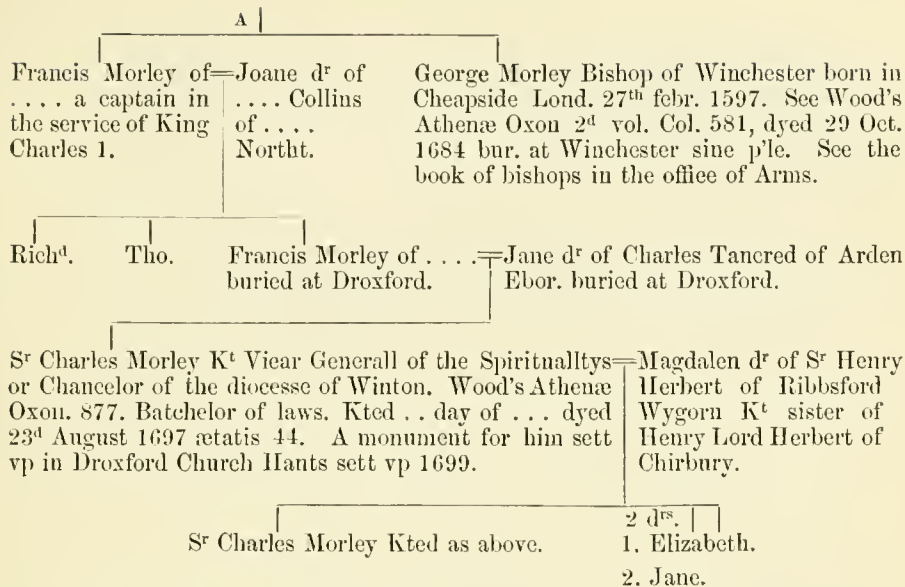 A
Francis Morley of=Joane dʳ of
. . . . a captain in
the service of King
Charles 1.
. . . . Collins
of . . . .
Northt.
George Morley Bishop of Winchester born in
Cheapside Lond. 27ᵗʰ febr. 1597. See Wood's
Athenæ Oxon 2ᵈ vol. Col. 581, dyed 29 Oct.
1684 bur. at Winchester sine p'le. See the
book of bishops in the office of Arms.
Richᵈ. Tho. Francis Morley of . . . .=Jane dʳ of Charles Tancred of Arden
buried at Droxford. Ebor. buried at Droxford.
Sʳ Charles Morley Kᵗ Vicar Generall of the Spiritualltys=Magdalen dʳ of Sʳ Henry
or Chancelor of the diocesse of Winton. Wood's Athenæ
Oxon. 877. Batchelor of laws. Kted . . day of . . . dyed
23ᵈ August 1697 ætatis 44. A monument for him sett
vp in Droxford Church Hants sett vp 1699.
Herbert of Ribbsford
Wygorn Kᵗ sister of
Henry Lord Herbert of
Chirbury.
Sʳ Charles Morley Kted as above.
2 dʳˢ.
1. Elizabeth.
2. Jane.